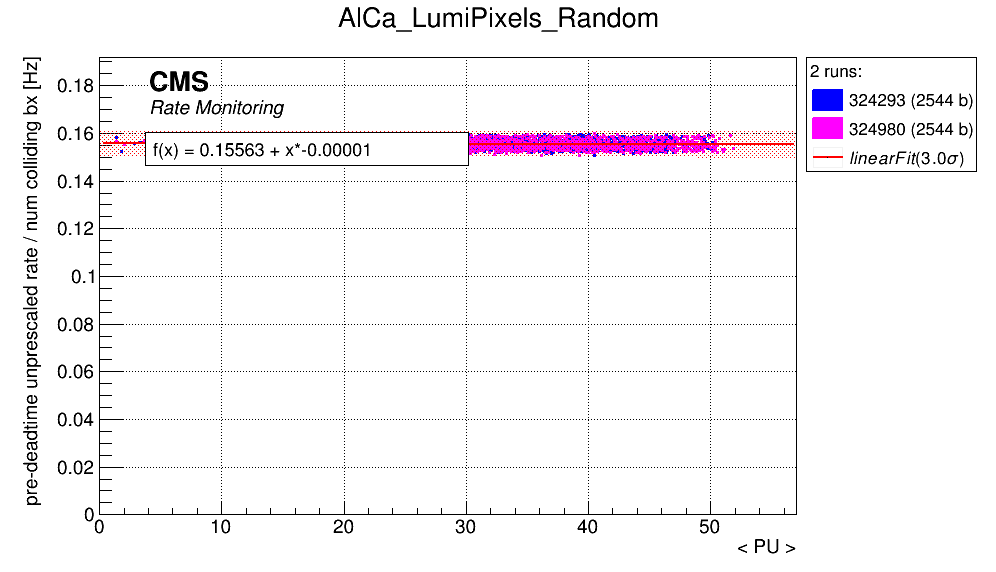 AlCa_LumiPixels_Random
pre-deadtime unprescaled rate / num colliding bx [Hz]
CMS
Rate Monitoring
f(x) = 0.15563 + x*-0.00001
0.18
0.16
0.14
0.12
0.1
0.08
0.06
0.04
0.02
0
0 10 20 30 40 50
< PU >
2 runs:
324293 (2544 b)
324980 (2544 b)
linearFit(3.0σ)